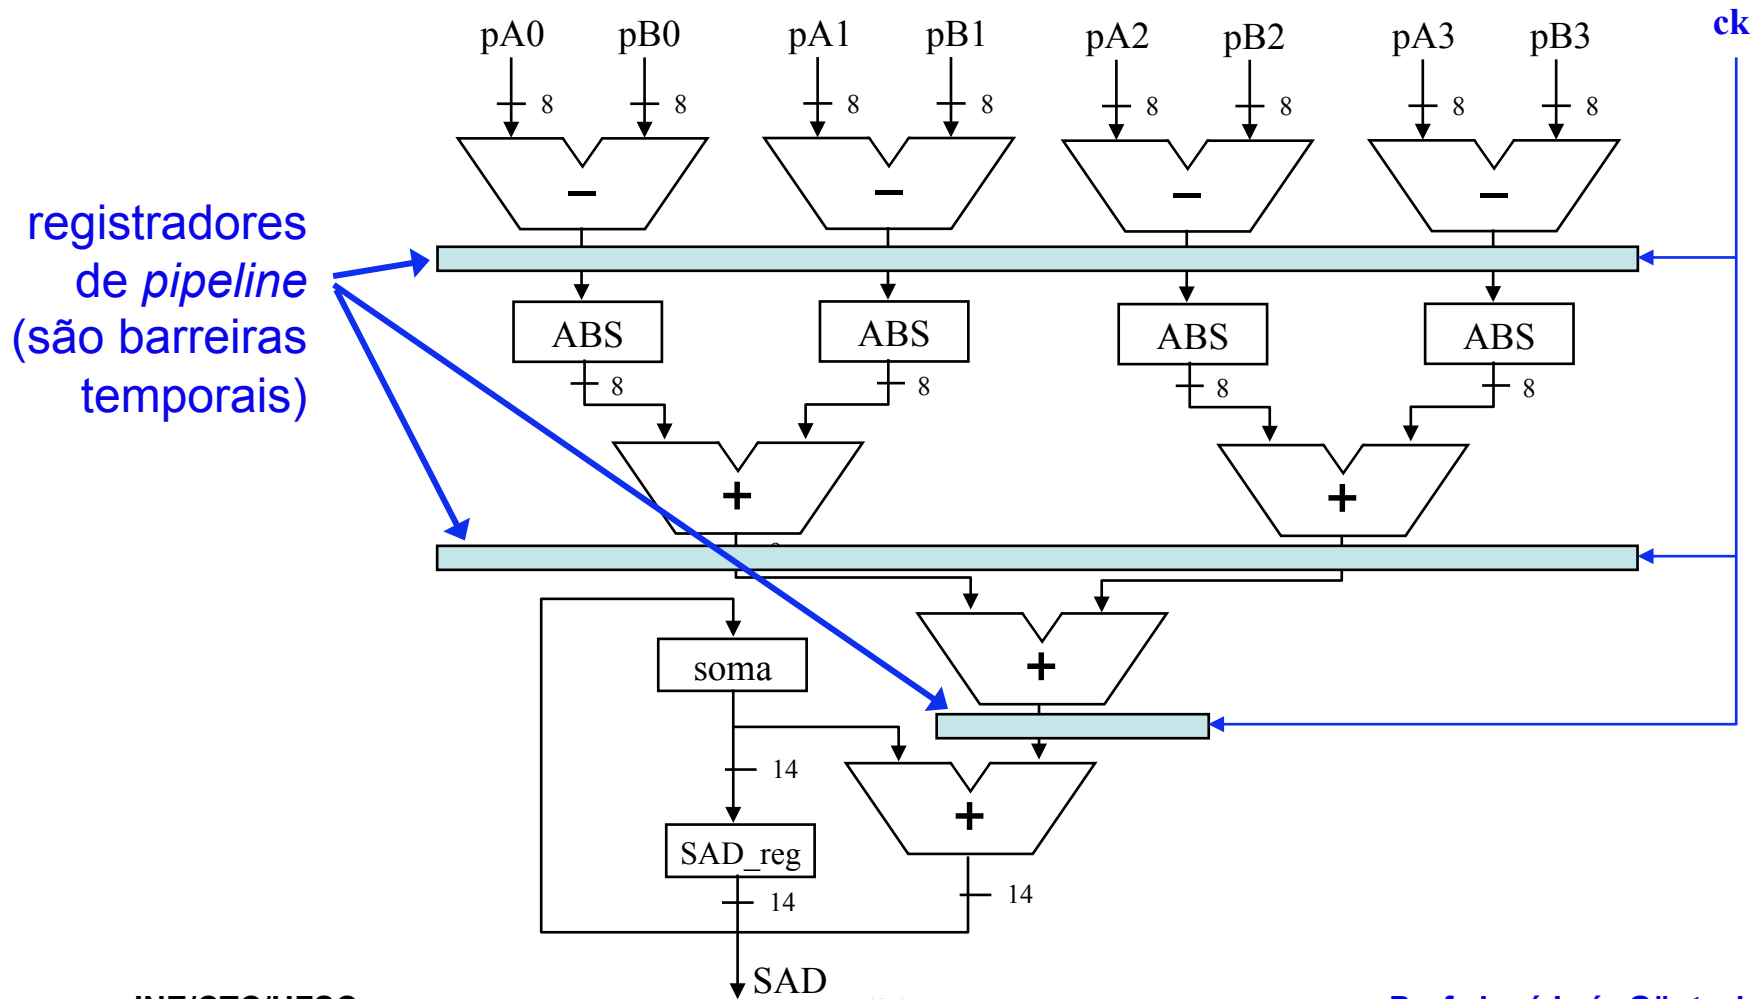 pA0 pB0 pA1 pB1 pA2 pB2 pA3 pB3 ck
8 8 8 8 8 8 8 8
− − − −
registradores
de pipeline
(são barreiras
temporais)
ABS ABS ABS ABS
8 8 8 8
+ +
soma
+
14
+
SAD_reg
14 14
SAD